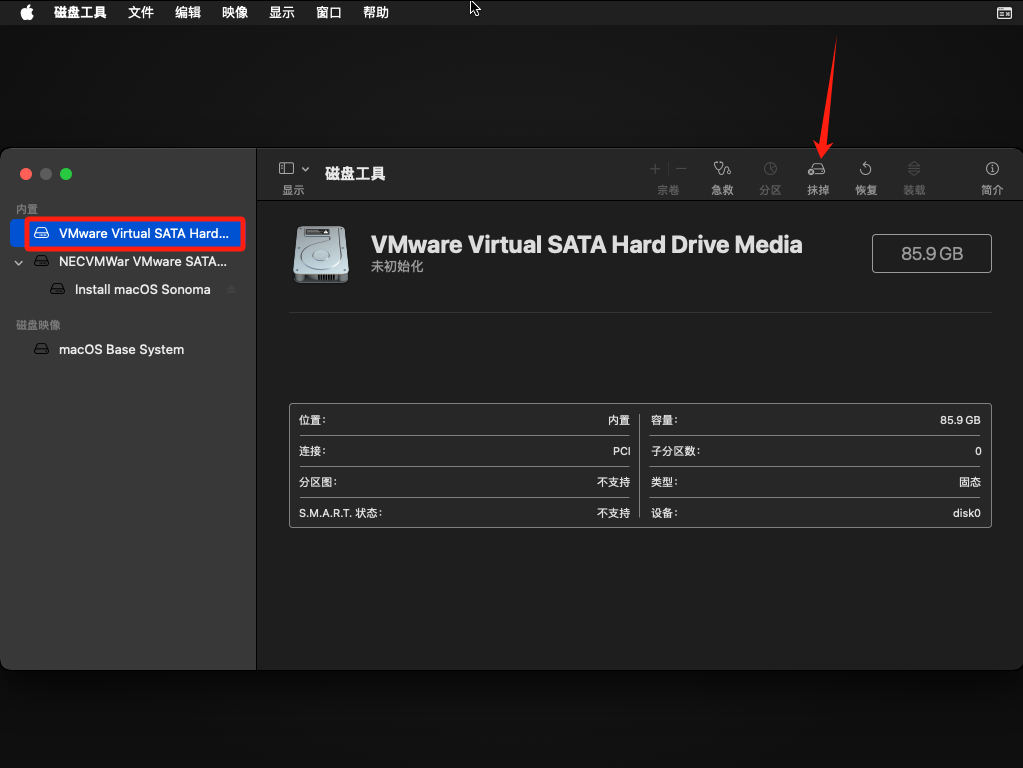 磁盘工具 文件 编辑 映像 显示 窗口 帮助
显示
磁盘工具
宗卷 急救 分区 抹掉 恢复 装载 简介
内置
VMware Virtual SATA Hard...
NECVMWar VMware SATA...
Install macOS Sonoma
磁盘映像
macOS Base System
VMware Virtual SATA Hard Drive Media
未初始化
85.9 GB
位置: 内置
容量: 85.9 GB
连接: PCI
子分区数: 0
分区图: 不支持
类型: 固态
S.M.A.R.T. 状态: 不支持
设备: disk0